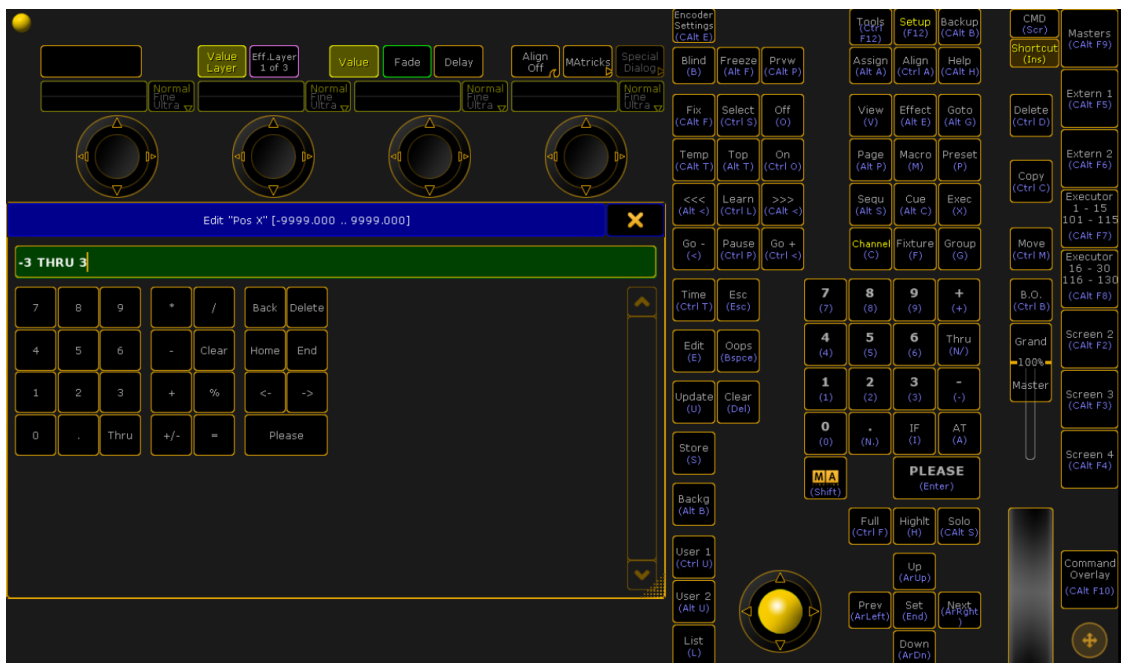 Encoder
Settings
(CAlt E)
Tools
(Ctrl
F12)
Setup
(F12)
Backup
(CAlt B)
CMD
(Scr)
Masters
(CAlt F9)
Value
Layer
Eff.Layer
1 of 3
Value
Fade
Delay
Align
Off
MAtricks
Special
Dialog
Blind
(B)
Freeze
(Alt F)
Prvw
(CAlt P)
Assign
(Alt A)
Align
(Ctrl A)
Help
(CAlt H)
Shortcut
(Ins)
Normal
Fine
Ultra
Normal
Fine
Ultra
Normal
Fine
Ultra
Normal
Fine
Ultra
Fix
(CAlt F)
Select
(Ctrl S)
Off
(O)
View
(V)
Effect
(Alt E)
Goto
(Alt G)
Delete
(Ctrl D)
Extern 1
(CAlt F5)
Temp
(CAlt T)
Top
(Alt T)
On
(Ctrl O)
Page
(Alt P)
Macro
(M)
Preset
(P)
Copy
(Ctrl C)
Extern 2
(CAlt F6)
<<<
(Alt <)
Learn
(Ctrl L)
>>>
(CAlt <)
Sequ
(Alt S)
Cue
(Alt C)
Exec
(X)
Executor
1 - 15
101 - 115
(CAlt F7)
Edit "Pos X" [-9999.000 .. 9999.000]
Go -
(<)
Pause
(Ctrl P)
Go +
(Ctrl <)
Channel
(C)
Fixture
(F)
Group
(G)
Move
(Ctrl M)
Executor
16 - 30
116 - 130
(CAlt F8)
-3 THRU 3
7 8 9 * / Back Delete
4 5 6 - Clear Home End
1 2 3 + % <- ->
0 . Thru +/- = Please
Time
(Ctrl T)
Esc
(Esc)
7
(7)
8
(8)
9
(9)
+
(+)
B.O.
(Ctrl B)
Edit
(E)
Oops
(Bspce)
4
(4)
5
(5)
6
(6)
Thru
(N/)
Grand
100%
Master
Screen 2
(CAlt F2)
Update
(U)
Clear
(Del)
1
(1)
2
(2)
3
(3)
-
(-)
Screen 3
(CAlt F3)
Store
(S)
0
(0)
.
(N.)
IF
(I)
AT
(A)
Screen 4
(CAlt F4)
MA
(Shift)
PLEASE
(Enter)
Backg
(Alt B)
Full
(Ctrl F)
Highlt
(H)
Solo
(CAlt S)
User 1
(Ctrl U)
Up
(ArUp)
Command
Overlay
(CAlt F10)
User 2
(Alt U)
Prev
(ArLeft)
Set
(End)
Next
(ArRght
)
List
(L)
Down
(ArDn)